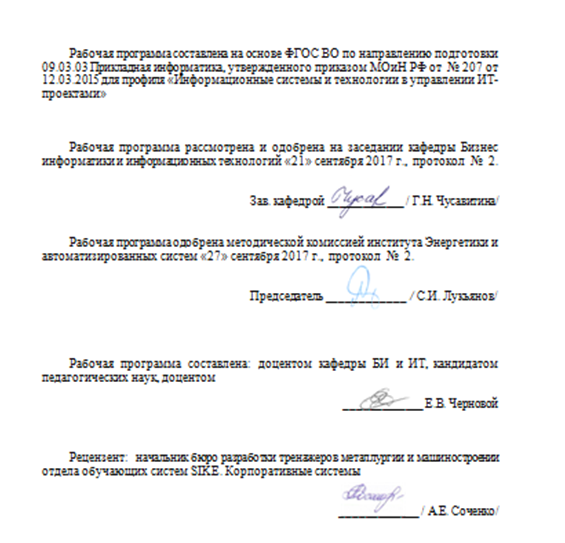 Рабочая программа составлена на основе ФГОС ВО по направлению подготовки
09.03.03 Прикладная информатика, утвержденного приказом МОиН РФ от № 207 от
12.03.2015 для профиля «Информационные системы и технологии в управлении ИТ-
проектами»
Рабочая программа рассмотрена и одобрена на заседании кафедры Бизнес
информатики и информационных технологий «21» сентября 2017 г., протокол № 2.
Зав. кафедрой ____________ / Г.Н. Чусавитина/
Рабочая программа одобрена методической комиссией института Энергетики и
автоматизированных систем «27» сентября 2017 г., протокол № 2.
Председатель _____________ / С.И. Лукьянов/
Рабочая программа составлена: доцентом кафедры БИ и ИТ, кандидатом
педагогических наук, доцентом
_____________ Е.В. Черновой
Рецензент: начальник бюро разработки тренажеров металлургии и машиностроении
отдела обучающих систем SIKE. Корпоративные системы
_____________ / А.Е. Соченко/